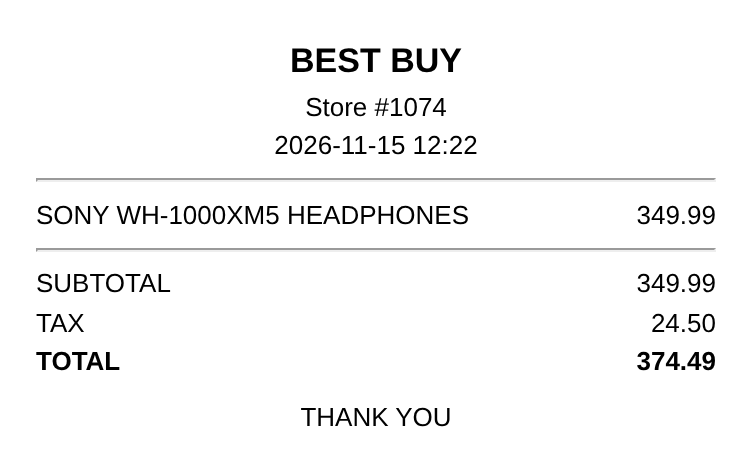 BEST BUY
Store #1074
2026-11-15 12:22
SONY WH-1000XM5 HEADPHONES 349.99
SUBTOTAL 349.99
TAX 24.50
TOTAL 374.49
THANK YOU